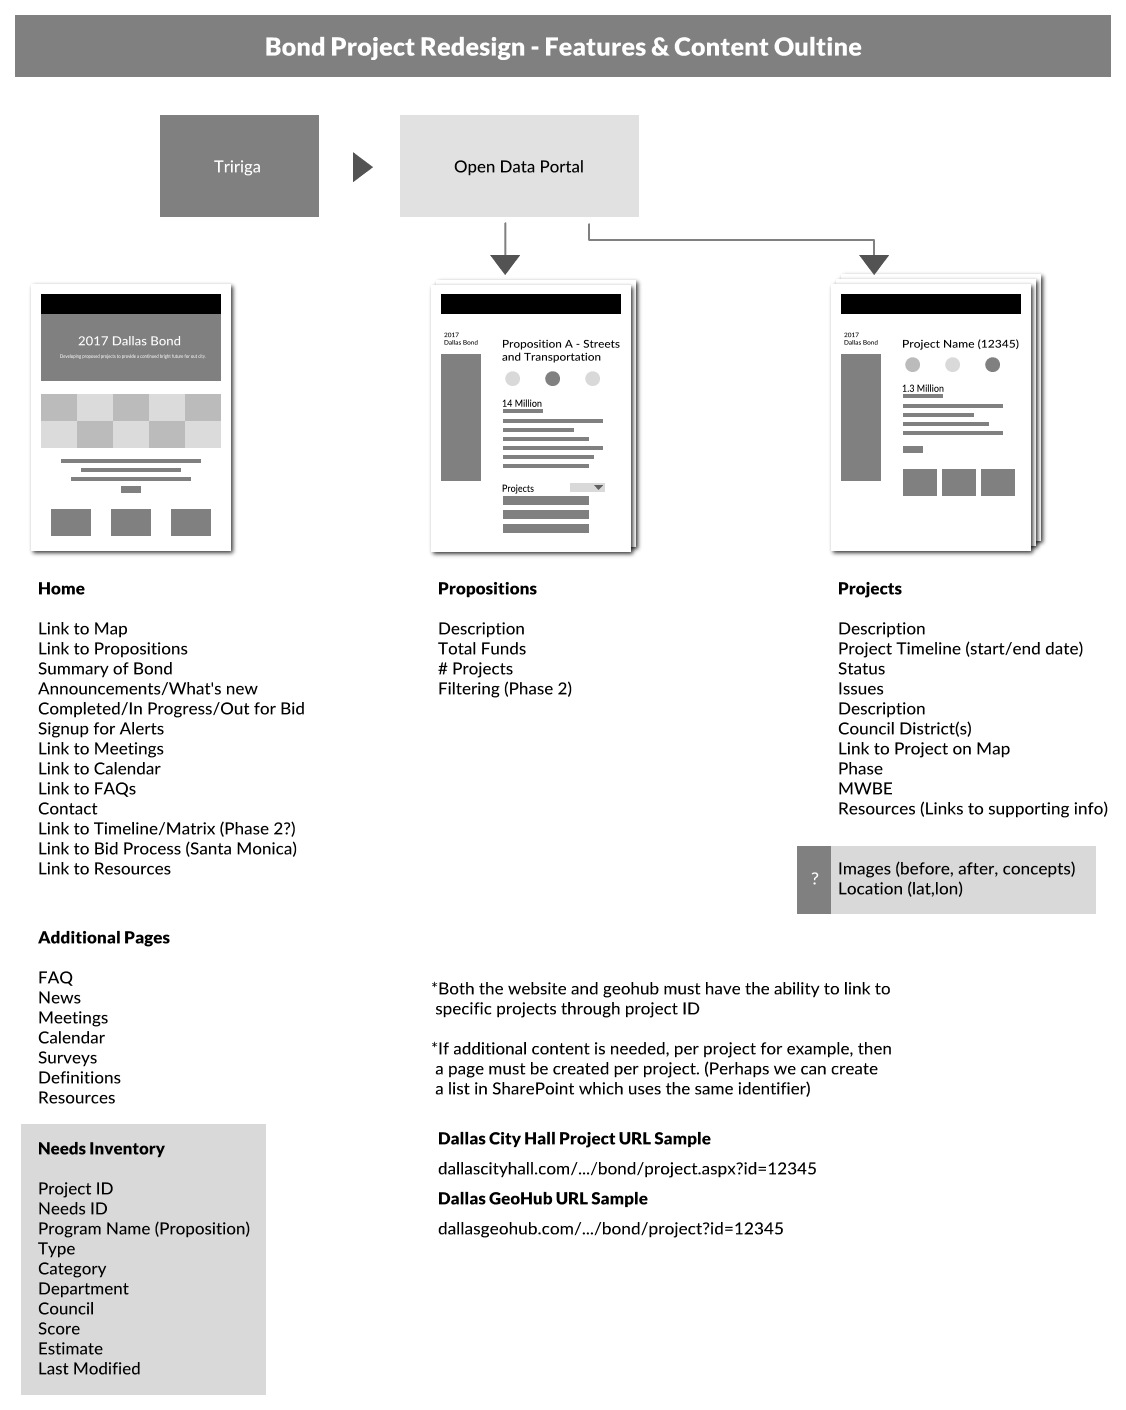 Bond Project Redesign - Features & Content Oultine
Tririga
Open Data Portal
2017 Dallas Bond
Developing proposed projects to provide a continued bright future for out city.
2017
Dallas Bond
Proposition A - Streets
and Transportation
14 Million
Projects
2017
Dallas Bond
Project Name (12345)
1.3 Million
Home
Link to Map
Link to Propositions
Summary of Bond
Announcements/What's new
Completed/In Progress/Out for Bid
Signup for Alerts
Link to Meetings
Link to Calendar
Link to FAQs
Contact
Link to Timeline/Matrix (Phase 2?)
Link to Bid Process (Santa Monica)
Link to Resources
Propositions
Description
Total Funds
# Projects
Filtering (Phase 2)
Projects
Description
Project Timeline (start/end date)
Status
Issues
Description
Council District(s)
Link to Project on Map
Phase
MWBE
Resources (Links to supporting info)
?
Images (before, after, concepts)
Location (lat,lon)
Additional Pages
FAQ
News
Meetings
Calendar
Surveys
Definitions
Resources
*Both the website and geohub must have the ability to link to
specific projects through project ID
*If additional content is needed, per project for example, then
a page must be created per project. (Perhaps we can create
a list in SharePoint which uses the same identifier)
Dallas City Hall Project URL Sample
dallascityhall.com/.../bond/project.aspx?id=12345
Dallas GeoHub URL Sample
dallasgeohub.com/.../bond/project?id=12345
Needs Inventory
Project ID
Needs ID
Program Name (Proposition)
Type
Category
Department
Council
Score
Estimate
Last Modified